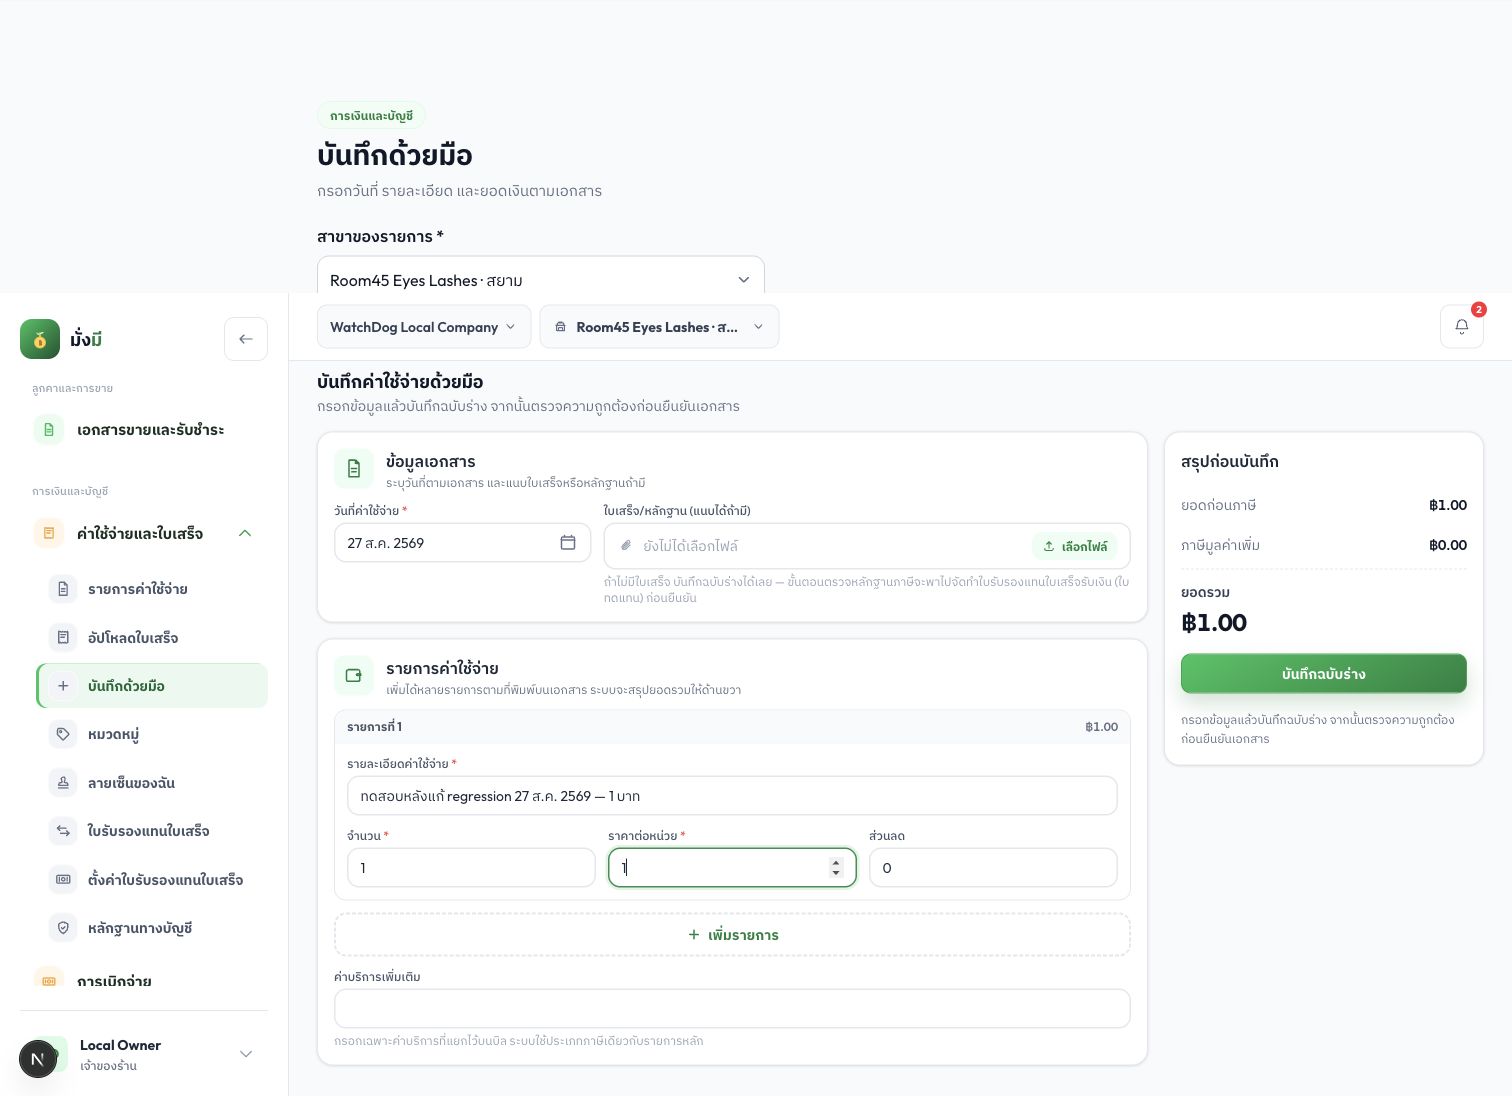 การเงินและบัญชี
บันทึกด้วยมือ
กรอกวันที่ รายละเอียด และยอดเงินตามเอกสาร
สาขาของรายการ *
Room45 Eyes Lashes · สยาม
มั่งมี
WatchDog Local Company
Room45 Eyes Lashes · ส...
2
ลูกค้าและการขาย
เอกสารขายและรับชำระ
การเงินและบัญชี
ค่าใช้จ่ายและใบเสร็จ
รายการค่าใช้จ่าย
อัปโหลดใบเสร็จ
บันทึกด้วยมือ
หมวดหมู่
ลายเซ็นของฉัน
ใบรับรองแทนใบเสร็จ
ตั้งค่าใบรับรองแทนใบเสร็จ
หลักฐานทางบัญชี
การเบิกจ่าย
N
Local Owner
เจ้าของร้าน
บันทึกค่าใช้จ่ายด้วยมือ
กรอกข้อมูลแล้วบันทึกฉบับร่าง จากนั้นตรวจความถูกต้องก่อนยืนยันเอกสาร
ข้อมูลเอกสาร
ระบุวันที่ตามเอกสาร และแนบใบเสร็จหรือหลักฐานถ้ามี
วันที่ค่าใช้จ่าย *
27 ส.ค. 2569
ใบเสร็จ/หลักฐาน (แนบได้ถ้ามี)
ยังไม่ได้เลือกไฟล์
เลือกไฟล์
ถ้าไม่มีใบเสร็จ บันทึกฉบับร่างได้เลย — ขั้นตอนตรวจหลักฐานภาษีจะพาไปจัดทำใบรับรองแทนใบเสร็จรับเงิน (ใบ
ทดแทน) ก่อนยืนยัน
รายการค่าใช้จ่าย
เพิ่มได้หลายรายการตามที่พิมพ์บนเอกสาร ระบบจะสรุปยอดรวมให้ด้านขวา
รายการที่ 1
฿1.00
รายละเอียดค่าใช้จ่าย *
ทดสอบหลังแก้ regression 27 ส.ค. 2569 — 1 บาท
จำนวน *
ราคาต่อหน่วย *
ส่วนลด
1
1
0
+ เพิ่มรายการ
ค่าบริการเพิ่มเติม
กรอกเฉพาะค่าบริการที่แยกไว้บนบิล ระบบใช้ประเภทภาษีเดียวกับรายการหลัก
สรุปก่อนบันทึก
ยอดก่อนภาษี
฿1.00
ภาษีมูลค่าเพิ่ม
฿0.00
ยอดรวม
฿1.00
บันทึกฉบับร่าง
กรอกข้อมูลแล้วบันทึกฉบับร่าง จากนั้นตรวจความถูกต้อง
ก่อนยืนยันเอกสาร